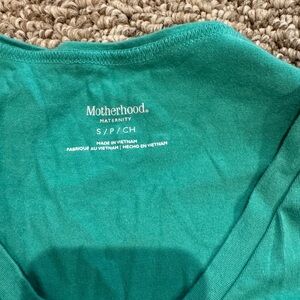 Motherhood®
MATERNITY
S / P / CH
MADE IN VIETNAM
FABRIQUÉ AU VIETNAM | HECHO EN VIETNAM